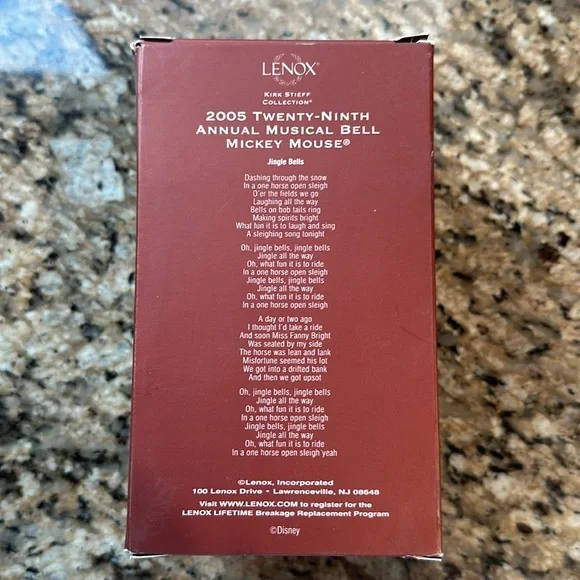 LENOX®
KIRK STIEFF
COLLECTION®
2005 TWENTY-NINTH
ANNUAL MUSICAL BELL
MICKEY MOUSE®
Jingle Bells
Dashing through the snow
In a one horse open sleigh
O'er the fields we go
Laughing all the way
Bells on bob tails ring
Making spirits bright
What fun it is to laugh and sing
A sleighing song tonight
Oh, jingle bells, jingle bells
Jingle all the way
Oh, what fun it is to ride
In a one horse open sleigh
Jingle bells, jingle bells
Jingle all the way
Oh, what fun it is to ride
In a one horse open sleigh
A day or two ago
I thought I'd take a ride
And soon Miss Fanny Bright
Was seated by my side
The horse was lean and lank
Misfortune seemed his lot
We got into a drifted bank
And then we got upsot
Oh, jingle bells, jingle bells
Jingle all the way
Oh, what fun it is to ride
In a one horse open sleigh
Jingle bells, jingle bells
Jingle all the way
Oh, what fun it is to ride
In a one horse open sleigh yeah
©Lenox, Incorporated
100 Lenox Drive • Lawrenceville, NJ 08648
Visit WWW.LENOX.COM to register for the
LENOX LIFETIME Breakage Replacement Program
©Disney